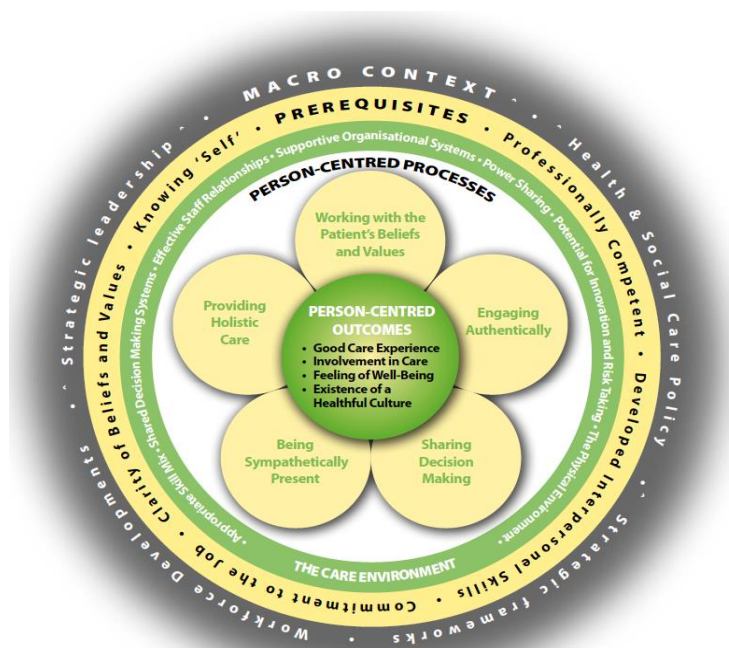 MACRO CONTEXT
Health & Social Care Policy
Strategic frameworks
Workforce Developments
Strategic leadership
PREREQUISITES
Professionally Competent • Developed Interpersonel Skills • Commitment to the Job • Clarity of Beliefs and Values • Knowing ‘Self’
THE CARE ENVIRONMENT
Appropriate Skill Mix • Shared Decision Making Systems • Effective Staff Relationships • Supportive Organisational Systems • Power Sharing • Potential for Innovation and Risk Taking • The Physical Environment
PERSON-CENTRED PROCESSES
Working with the
Patient's Beliefs
and Values
Engaging
Authentically
Sharing
Decision
Making
Being
Sympathetically
Present
Providing
Holistic
Care
PERSON-CENTRED
OUTCOMES
• Good Care Experience
• Involvement in Care
• Feeling of Well-Being
• Existence of a
Healthful Culture